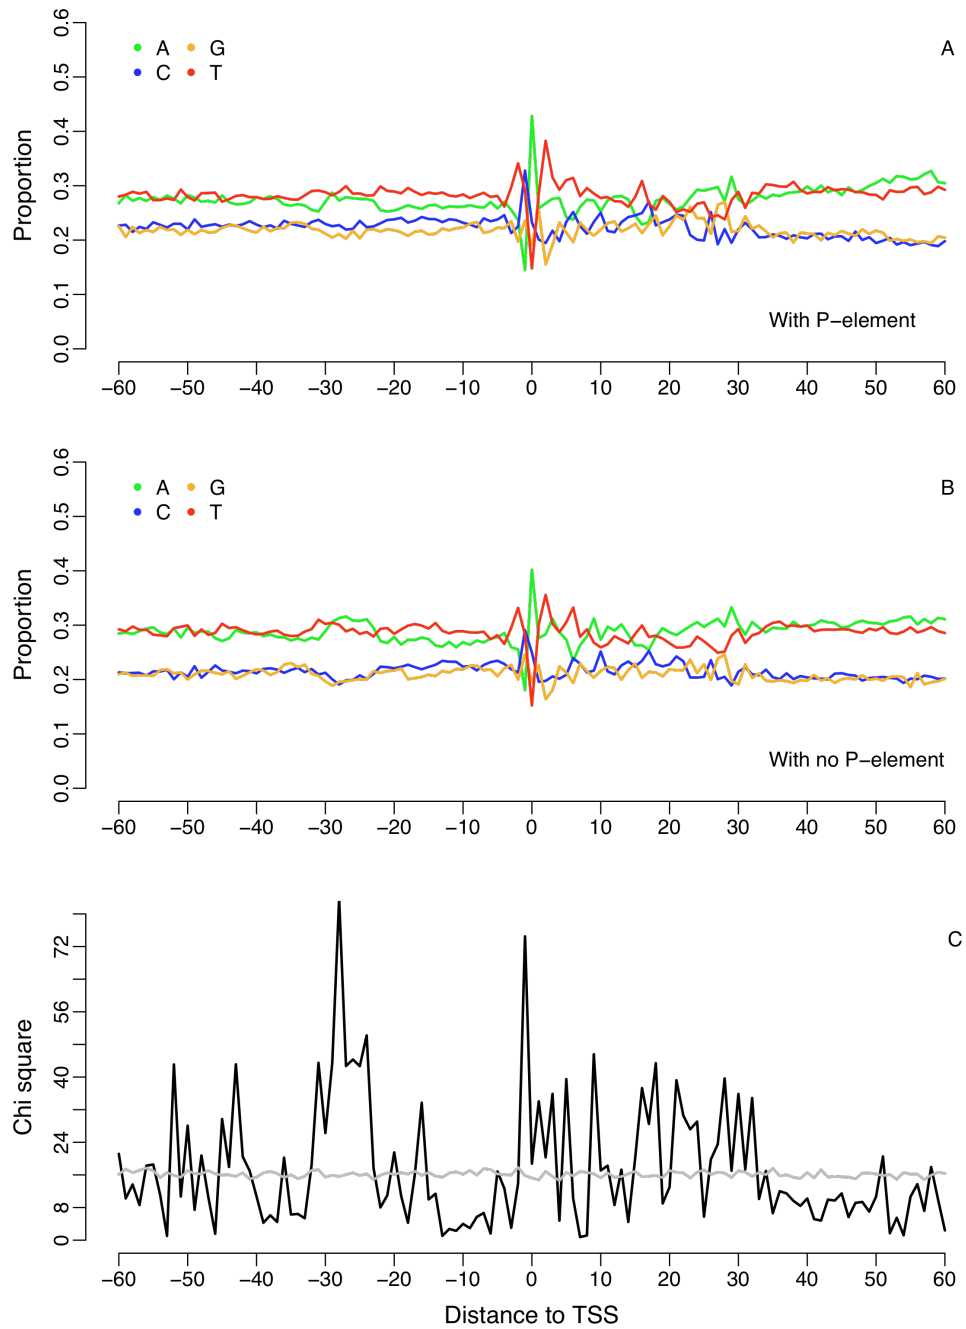 A G
C T
A
Proportion
0.0 0.1 0.2 0.3 0.4 0.5 0.6
With P−element
−60 −50 −40 −30 −20 −10 0 10 20 30 40 50 60
A G
C T
B
Proportion
0.0 0.1 0.2 0.3 0.4 0.5 0.6
With no P−element
−60 −50 −40 −30 −20 −10 0 10 20 30 40 50 60
C
Chi square
0 8 24 40 56 72
−60 −50 −40 −30 −20 −10 0 10 20 30 40 50 60
Distance to TSS